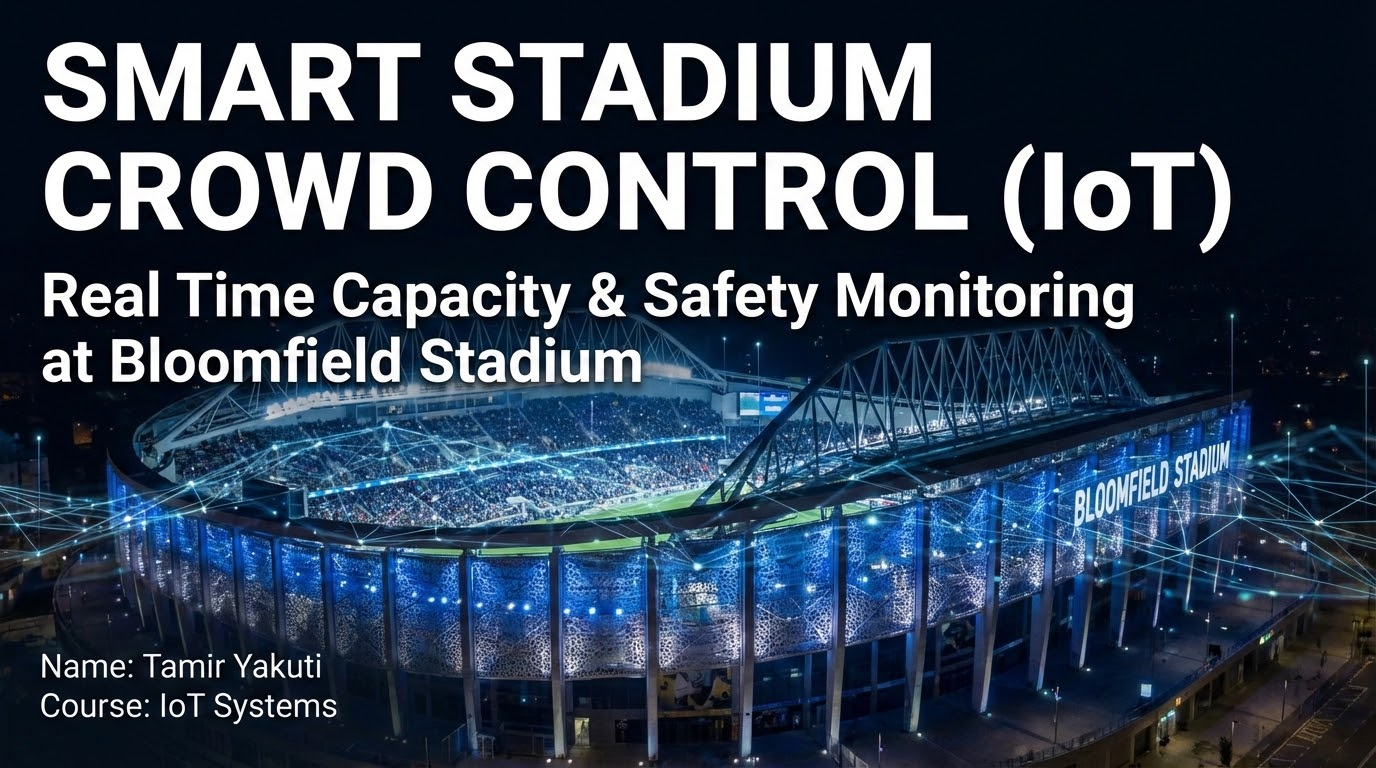 SMART STADIUM
CROWD CONTROL (IoT)
Real Time Capacity & Safety Monitoring
at Bloomfield Stadium
BLOOMFIELD STADIUM
Name: Tamir Yakuti
Course: IoT Systems